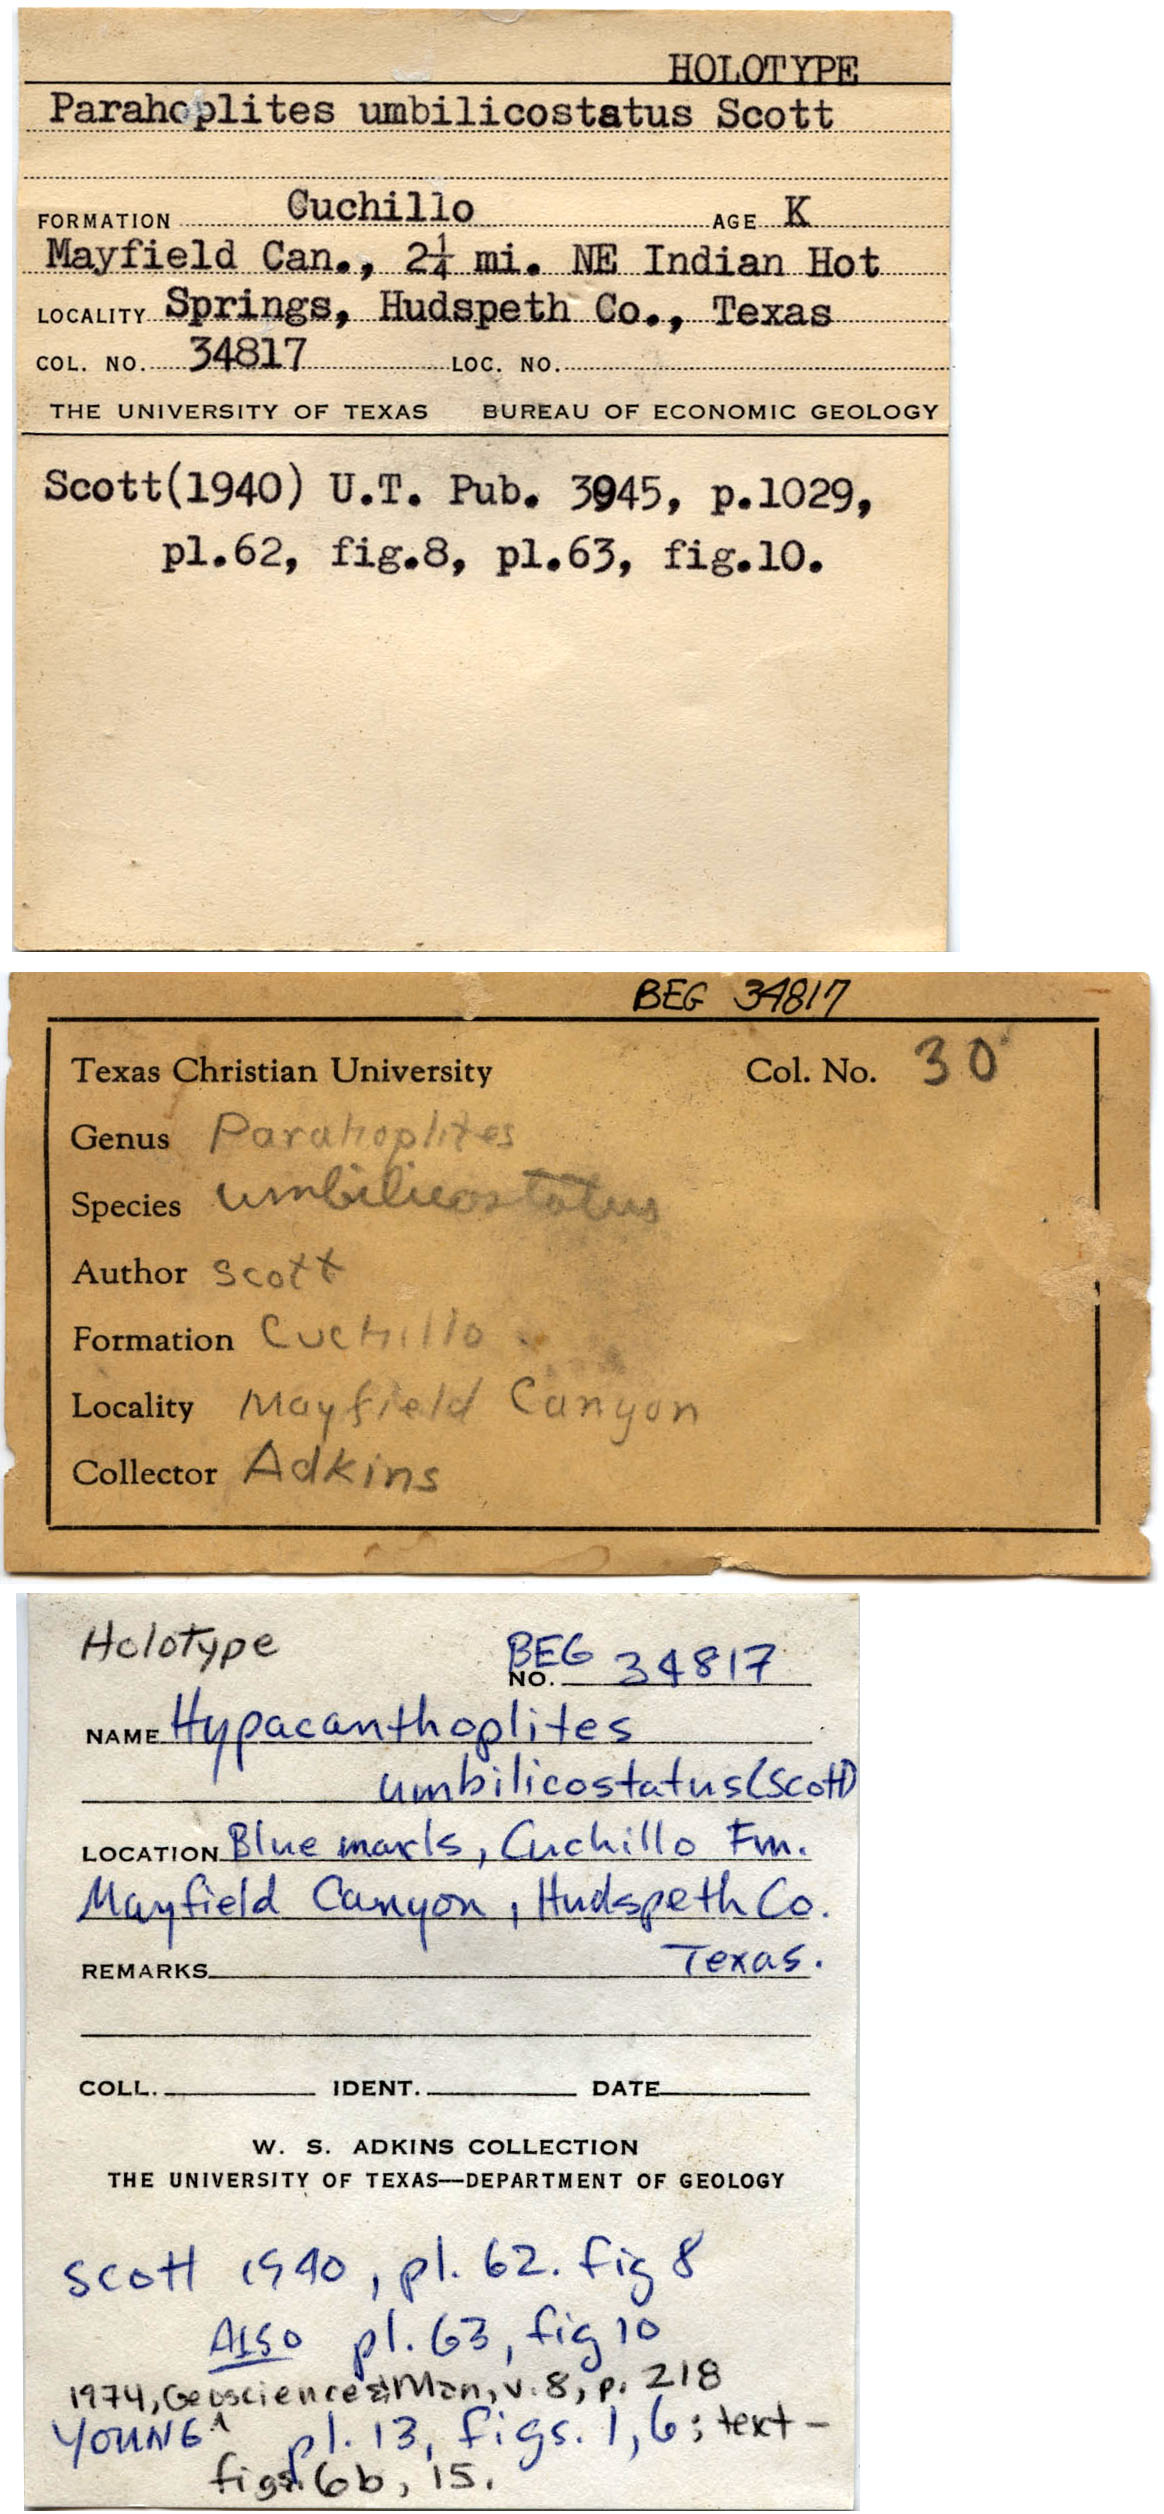 HOLOTYPE
Parahoplites umbilicostatus Scott
FORMATION Cuchillo AGE K
Mayfield Can., 2¼ mi. NE Indian Hot
LOCALITY Springs, Hudspeth Co., Texas
COL. NO. 34817 LOC. NO.
THE UNIVERSITY OF TEXAS BUREAU OF ECONOMIC GEOLOGY
Scott(1940) U.T. Pub. 3945, p.1029,
pl.62, fig.8, pl.63, fig.10.
BEG 34817
Texas Christian University Col. No. 30
Genus Parahoplites
Species umbilicostatus
Author Scott
Formation Cuchillo
Locality Mayfield Canyon
Collector Adkins
Holotype BEG
NO. 34817
NAME Hypacanthoplites
umbilicostatus (Scott)
LOCATION Blue marls, Cuchillo Fm.
Mayfield Canyon, Hudspeth Co.
REMARKS Texas.
COLL. IDENT. DATE
W. S. ADKINS COLLECTION
THE UNIVERSITY OF TEXAS—DEPARTMENT OF GEOLOGY
Scott 1940, pl. 62. fig 8
Also pl. 63, fig 10
1974, Geoscience & Man, v. 8, p. 218
YOUNG ^ pl. 13, figs. 1, 6; text-
figs. 6b, 15.